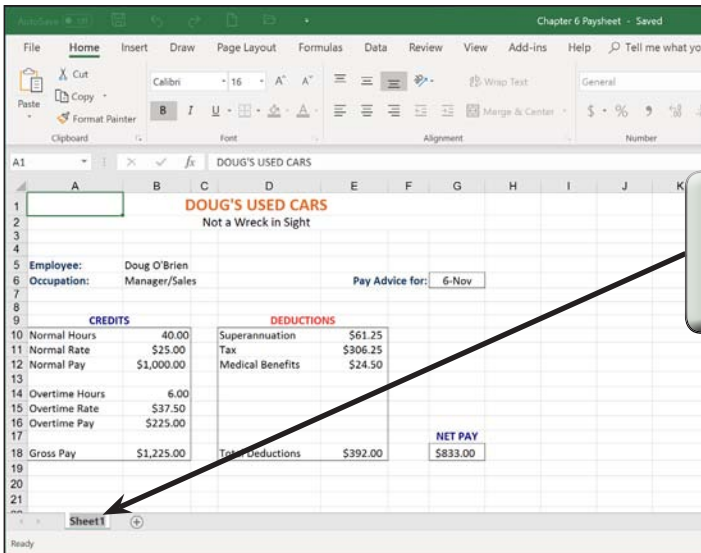 AutoSave Off Chapter 6 Paysheet - Saved
File Home Insert Draw Page Layout Formulas Data Review View Add-ins Help Tell me what yo
Cut Calibri 16 A^ A˅ Wrap Text General
Copy
Paste Format Painter B I U A Merge & Center $ % 9
Clipboard Font Alignment Number
A1 fx DOUG'S USED CARS
A B C D E F G H I J K
1 DOUG'S USED CARS
2 Not a Wreck in Sight
3
4
5 Employee: Doug O'Brien
6 Occupation: Manager/Sales Pay Advice for: 6-Nov
7
8
9 CREDITS DEDUCTIONS
10 Normal Hours 40.00 Superannuation $61.25
11 Normal Rate $25.00 Tax $306.25
12 Normal Pay $1,000.00 Medical Benefits $24.50
13
14 Overtime Hours 6.00
15 Overtime Rate $37.50
16 Overtime Pay $225.00
17 NET PAY
18 Gross Pay $1,225.00 Total Deductions $392.00 $833.00
19
20
21
Sheet1
Ready